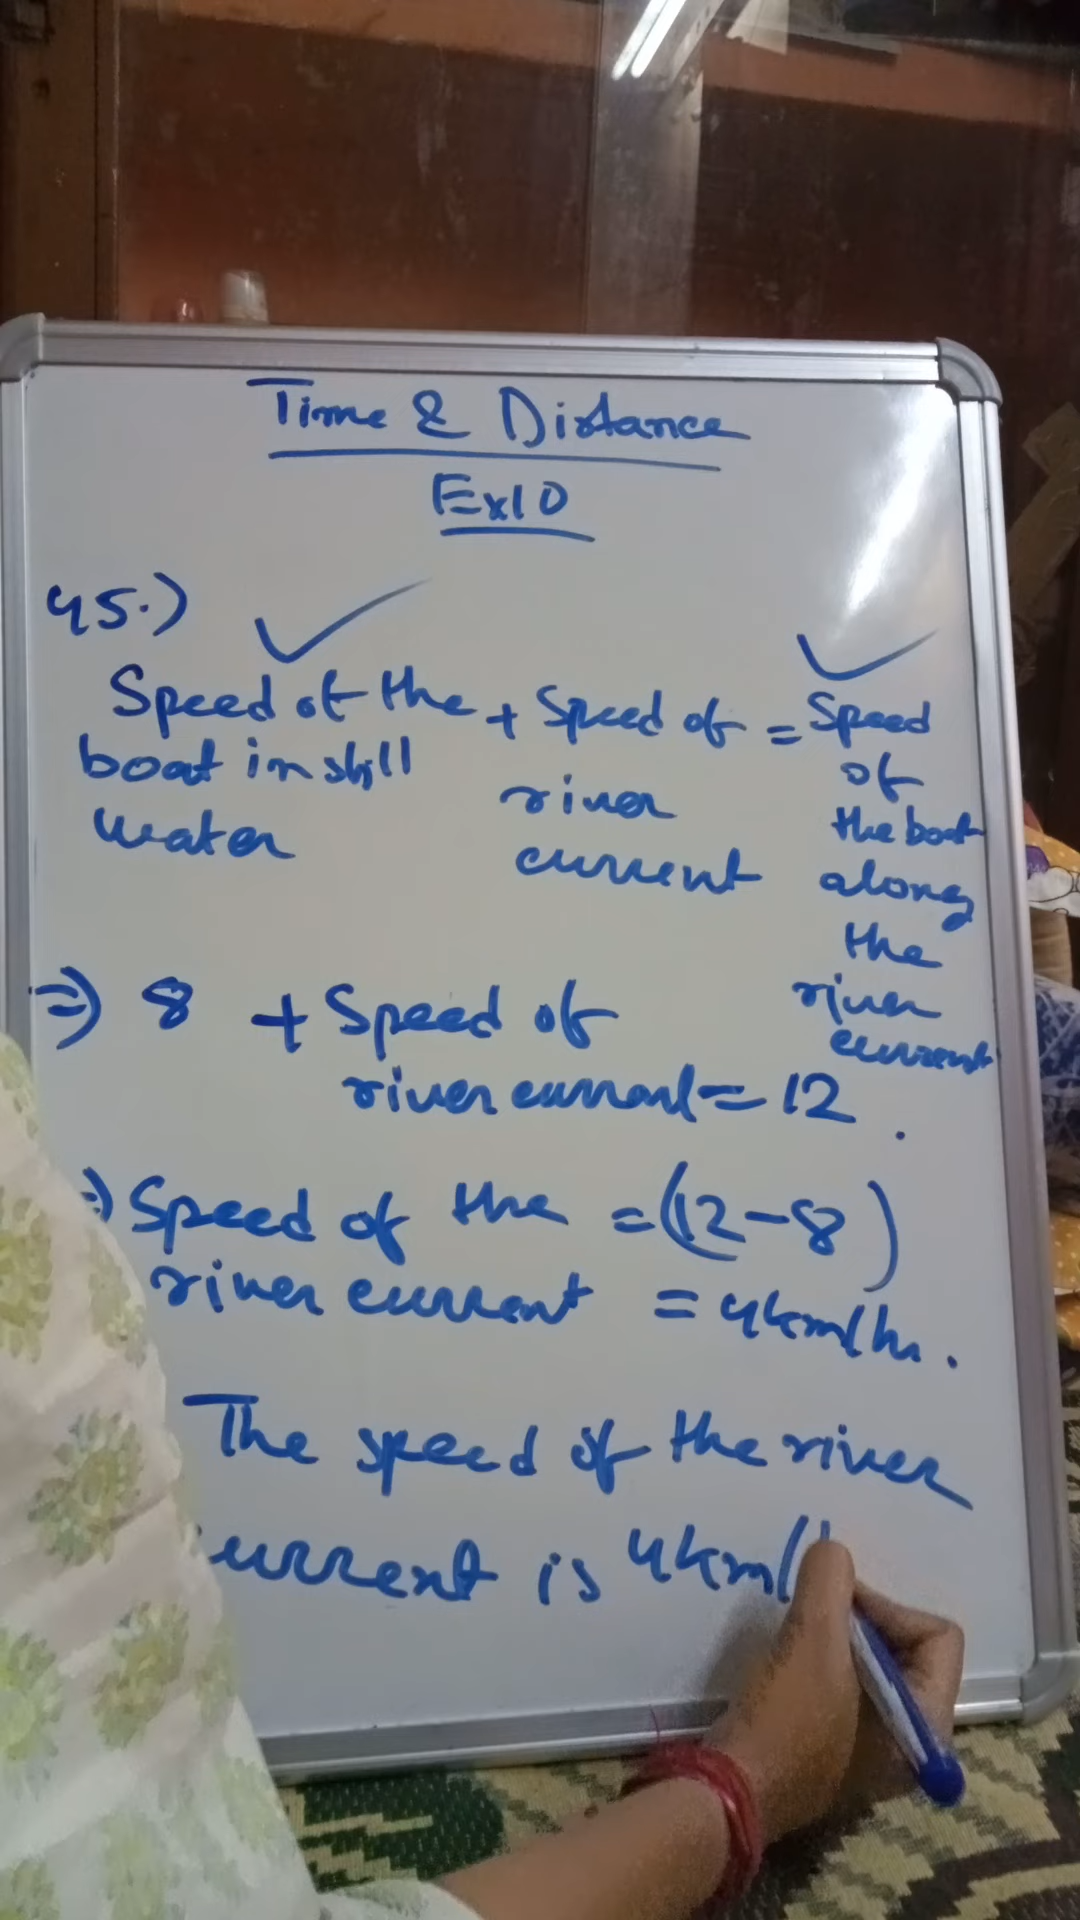 Time & Distance
Ex10
45.)
Speed of the + Speed of = Speed
boat in still river of
water current the boat
along
the
river
current
=> 8 + Speed of
river current = 12.
=> Speed of the = (12-8)
river current = 4km/hr.
The speed of the river
current is 4km/h